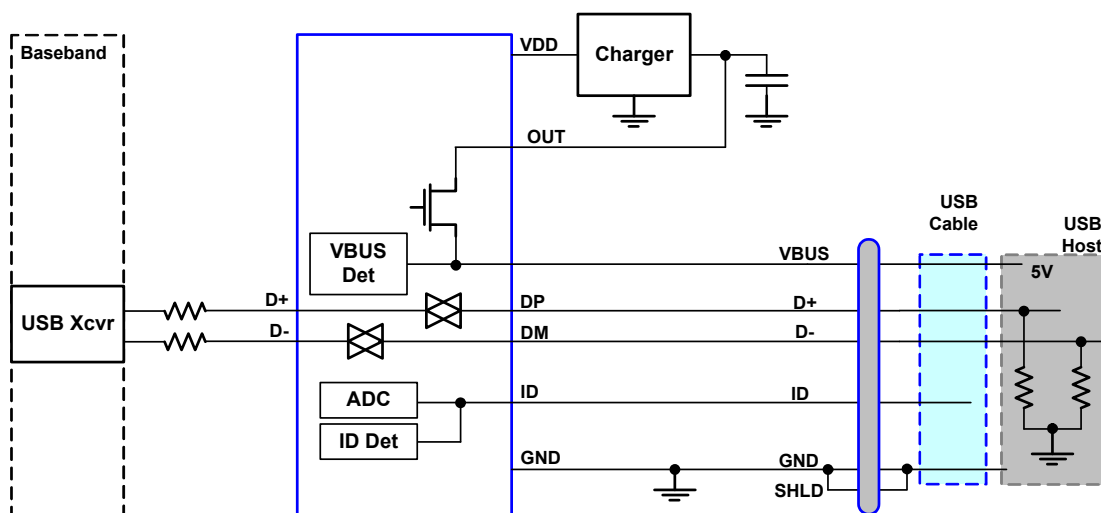 Baseband
VDD
Charger
OUT
USB
Cable
USB
Host
VBUS
Det
VBUS
5V
USB Xcvr
D+
DP
D+
D-
DM
D-
ADC
ID
ID
ID Det
GND
GND
SHLD